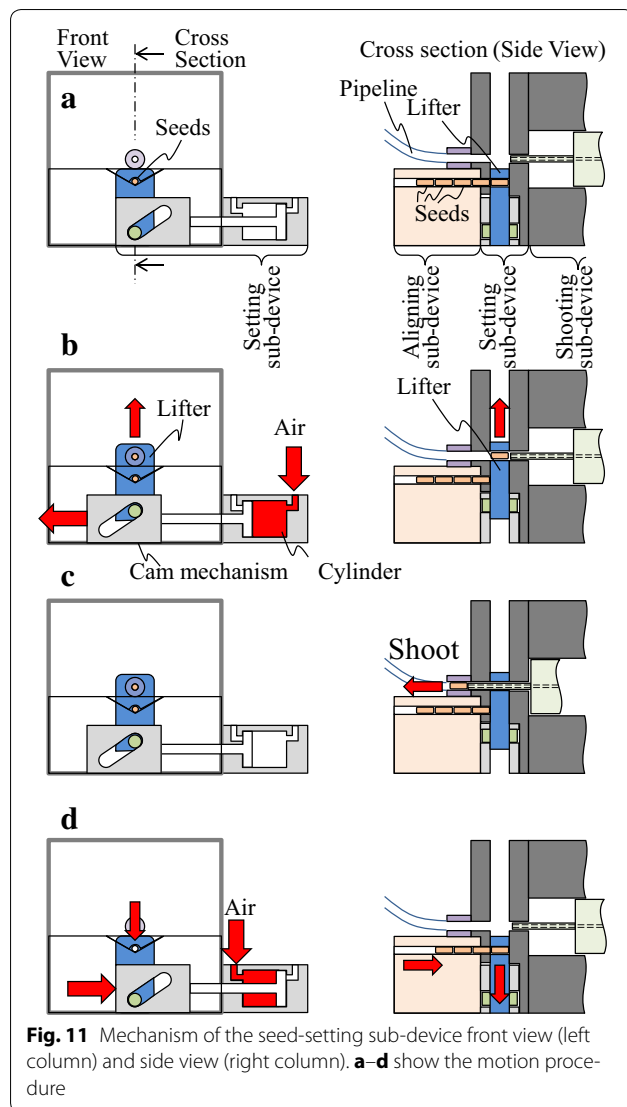 Front View
Cross Section
Cross section (Side View)
a
Seeds
Pipeline
Lifter
Seeds
Setting sub-device
Aligning sub-device
Setting sub-device
Shooting sub-device
b
Lifter
Air
Cam mechanism
Cylinder
Lifter
c
Shoot
d
Air
Fig. 11 Mechanism of the seed-setting sub-device front view (left
column) and side view (right column). a–d show the motion proce-
dure